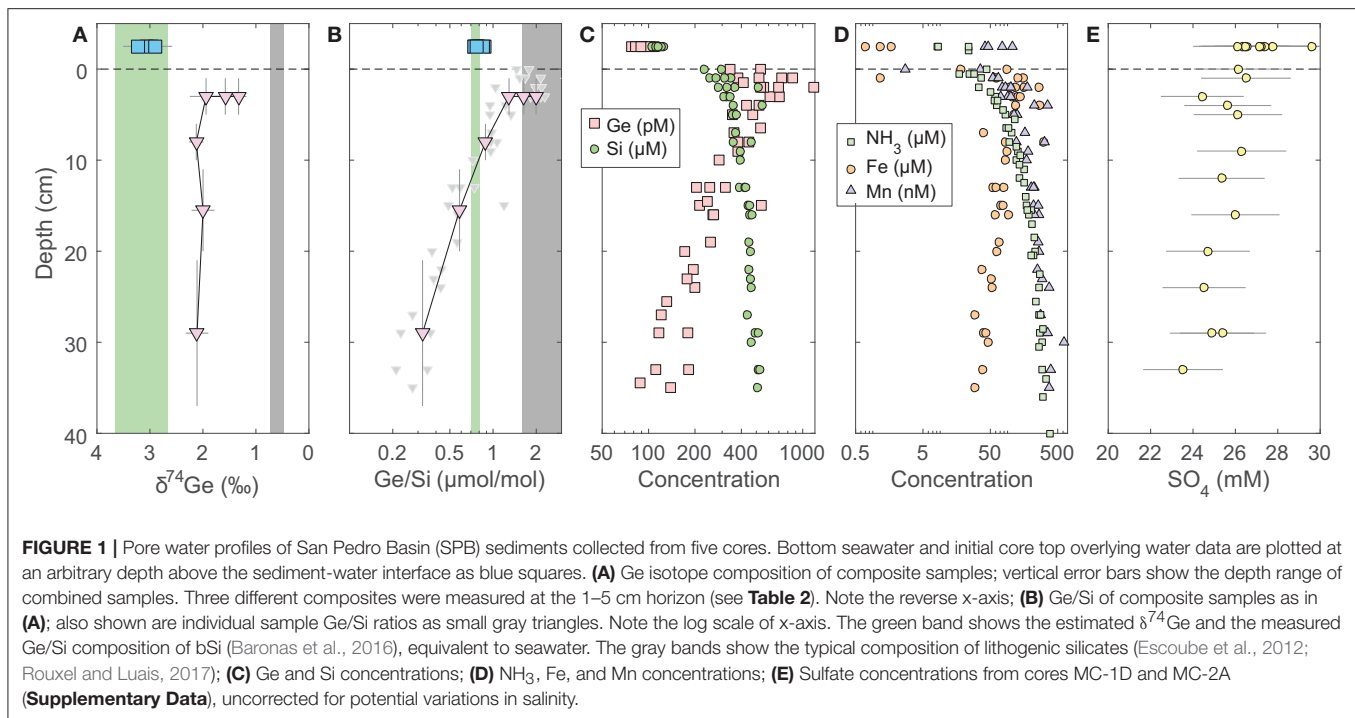 A
B
C
D
E
0
10
20
30
40
Depth (cm)
4 3 2 1 0
δ⁷⁴Ge (‰)
0.2 0.5 1 2
Ge/Si (μmol/mol)
Ge (pM)
Si (μM)
50 100 200 400 1000
Concentration
NH₃ (μM)
Fe (μM)
Mn (nM)
0.5 5 50 500
Concentration
20 22 24 26 28 30
SO₄ (mM)
FIGURE 1 | Pore water profiles of San Pedro Basin (SPB) sediments collected from five cores. Bottom seawater and initial core top overlying water data are plotted at
an arbitrary depth above the sediment-water interface as blue squares. (A) Ge isotope composition of composite samples; vertical error bars show the depth range of
combined samples. Three different composites were measured at the 1–5 cm horizon (see Table 2). Note the reverse x-axis; (B) Ge/Si of composite samples as in
(A); also shown are individual sample Ge/Si ratios as small gray triangles. Note the log scale of x-axis. The green band shows the estimated δ⁷⁴Ge and the measured
Ge/Si composition of bSi (Baronas et al., 2016), equivalent to seawater. The gray bands show the typical composition of lithogenic silicates (Escoube et al., 2012;
Rouxel and Luais, 2017); (C) Ge and Si concentrations; (D) NH₃, Fe, and Mn concentrations; (E) Sulfate concentrations from cores MC-1D and MC-2A
(Supplementary Data), uncorrected for potential variations in salinity.